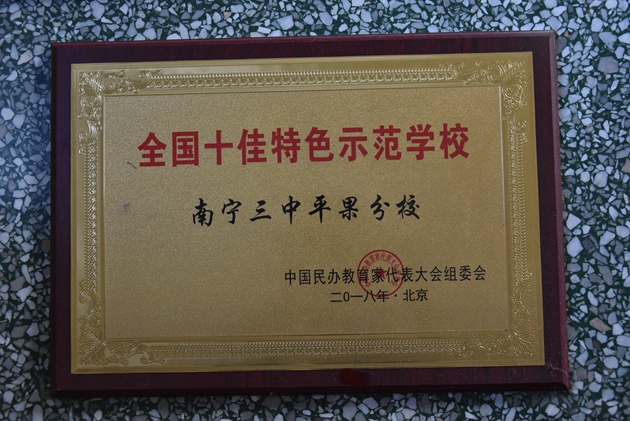 全国十佳特色示范学校
南宁三中平果分校
中国民办教育家代表大会组委会
二〇一八年·北京